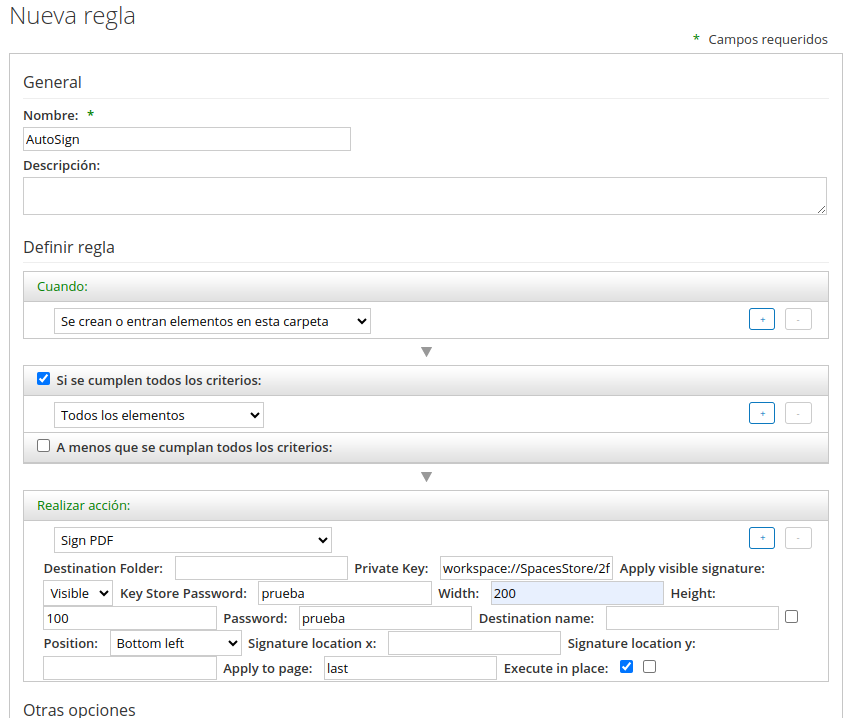 Nueva regla
* Campos requeridos
General
Nombre: *
AutoSign
Descripción:
Definir regla
Cuando:
Se crean o entran elementos en esta carpeta
+ -
Si se cumplen todos los criterios:
Todos los elementos
+ -
A menos que se cumplan todos los criterios:
Realizar acción:
Sign PDF
+ -
Destination Folder: Private Key: workspace://SpacesStore/2f Apply visible signature:
Visible Key Store Password: prueba Width: 200 Height:
100 Password: prueba Destination name:
Position: Bottom left Signature location x: Signature location y:
Apply to page: last Execute in place:
Otras opciones